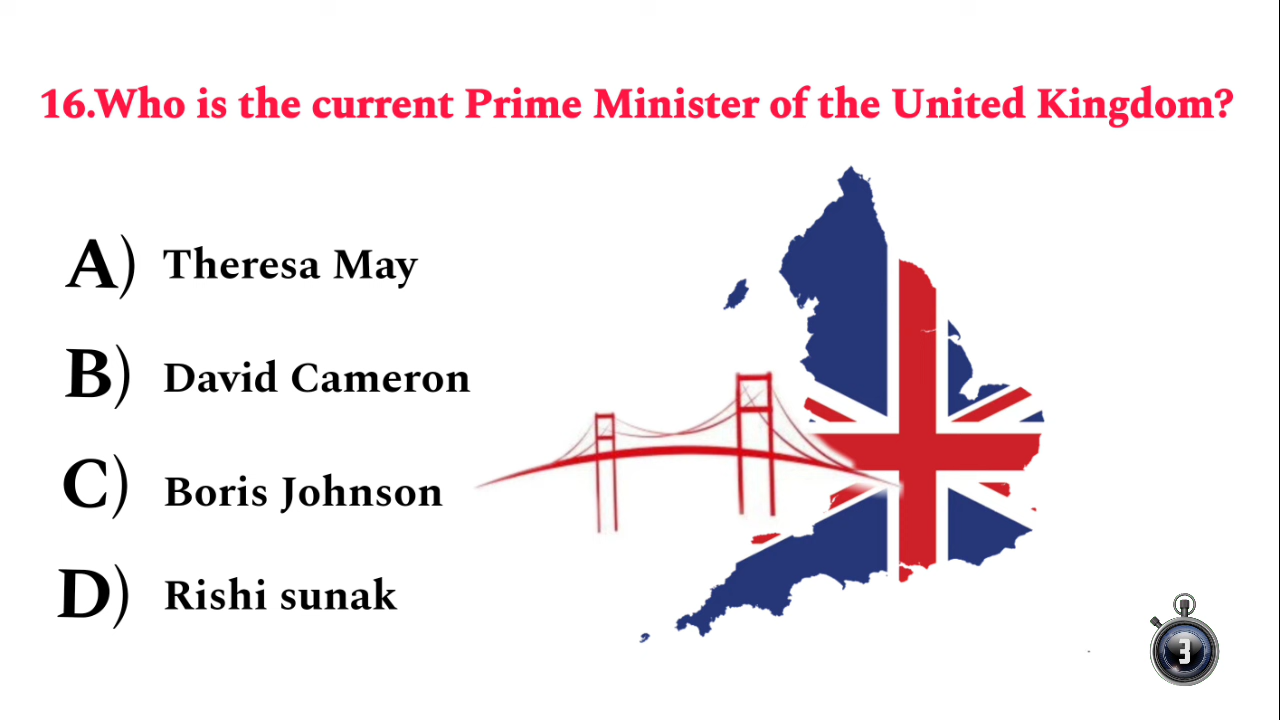 16.Who is the current Prime Minister of the United Kingdom?
A) Theresa May
B) David Cameron
C) Boris Johnson
D) Rishi sunak
3